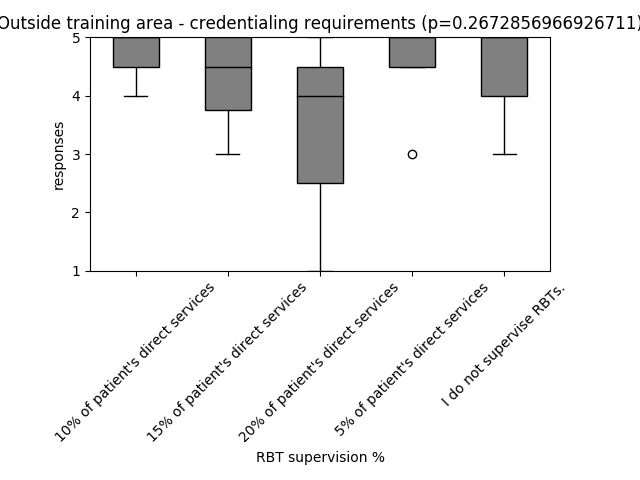 Outside training area - credentialing requirements (p=0.2672856966926711)
5
4
3
2
1
responses
10% of patient's direct services
15% of patient's direct services
20% of patient's direct services
5% of patient's direct services
I do not supervise RBTs.
RBT supervision %